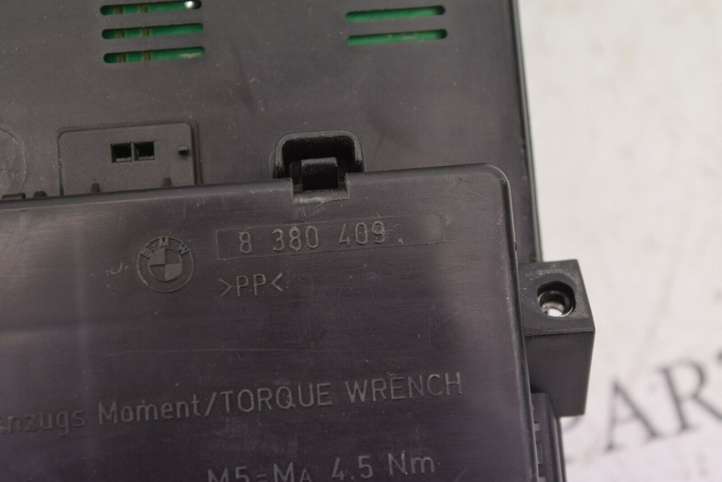 BMW
8 380 409
>PP<
nzugs Moment/TORQUE WRENCH
M5=MA 4.5 Nm